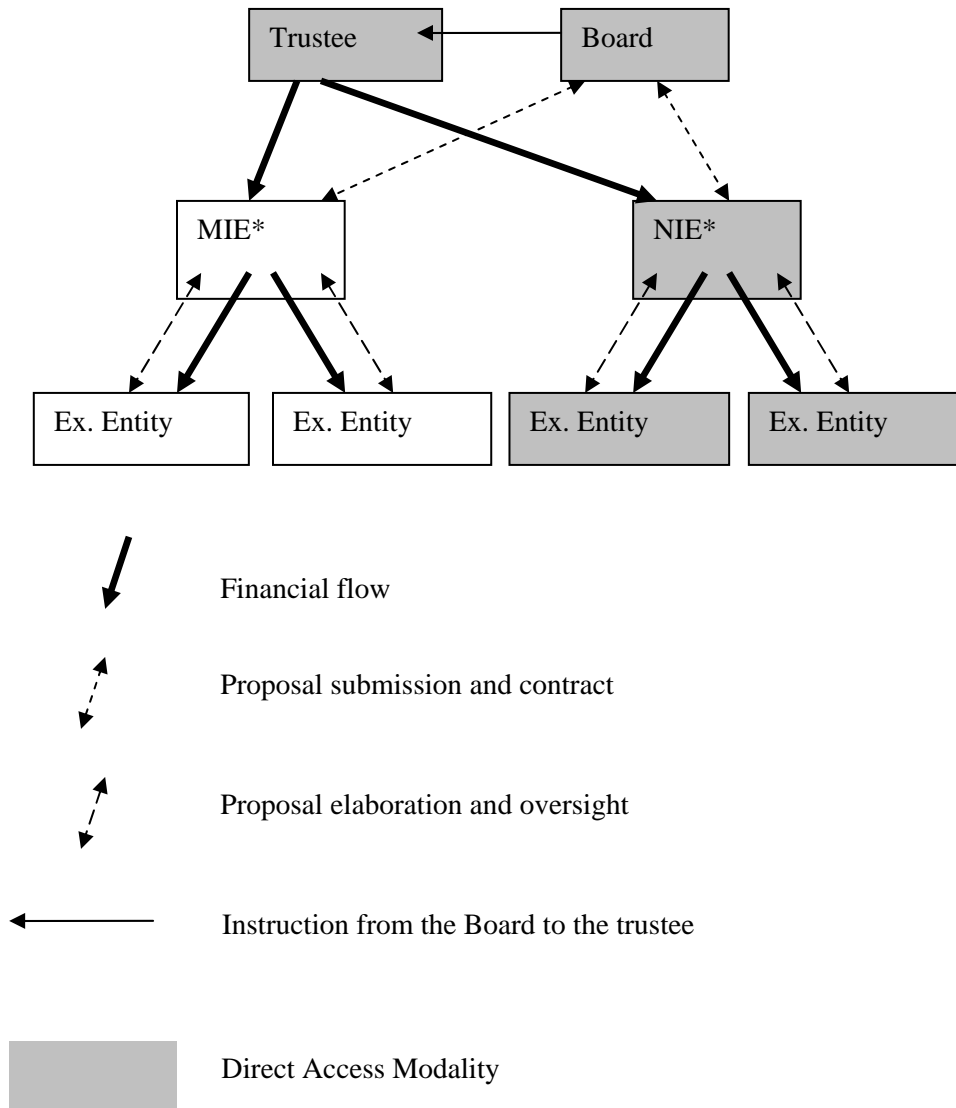 Trustee
Board
MIE*
NIE*
Ex. Entity
Ex. Entity
Ex. Entity
Ex. Entity
Financial flow
Proposal submission and contract
Proposal elaboration and oversight
Instruction from the Board to the trustee
Direct Access Modality